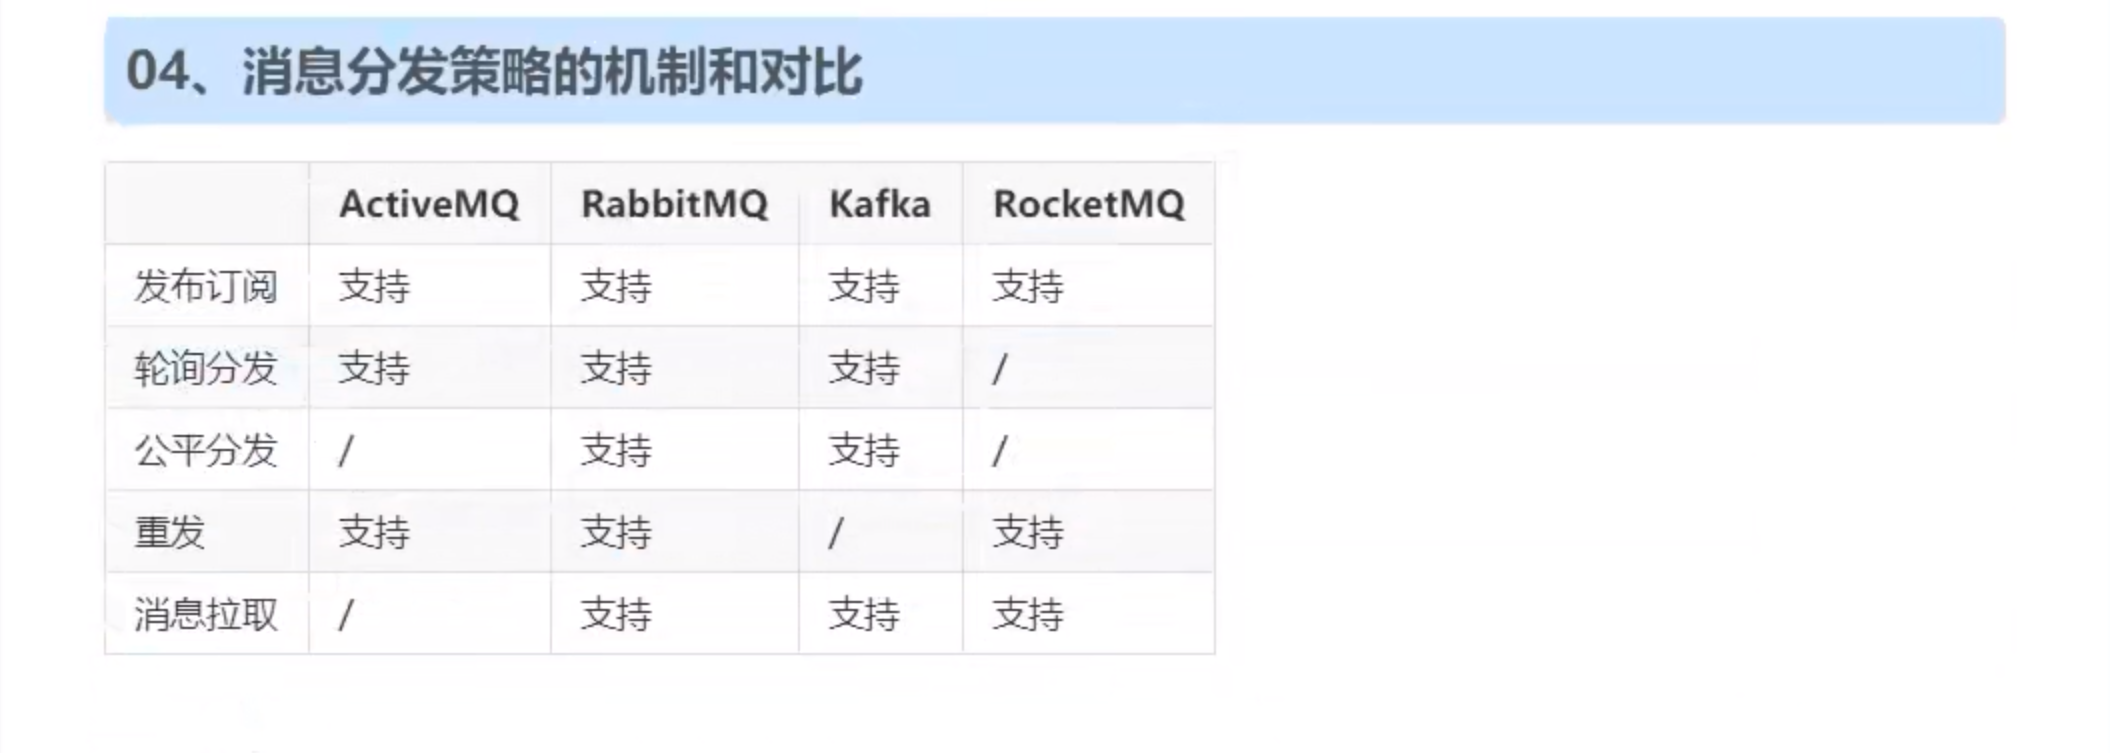 04、消息分发策略的机制和对比
ActiveMQ RabbitMQ Kafka RocketMQ
发布订阅 支持 支持 支持 支持
轮询分发 支持 支持 支持 /
公平分发 / 支持 支持 /
重发 支持 支持 / 支持
消息拉取 / 支持 支持 支持